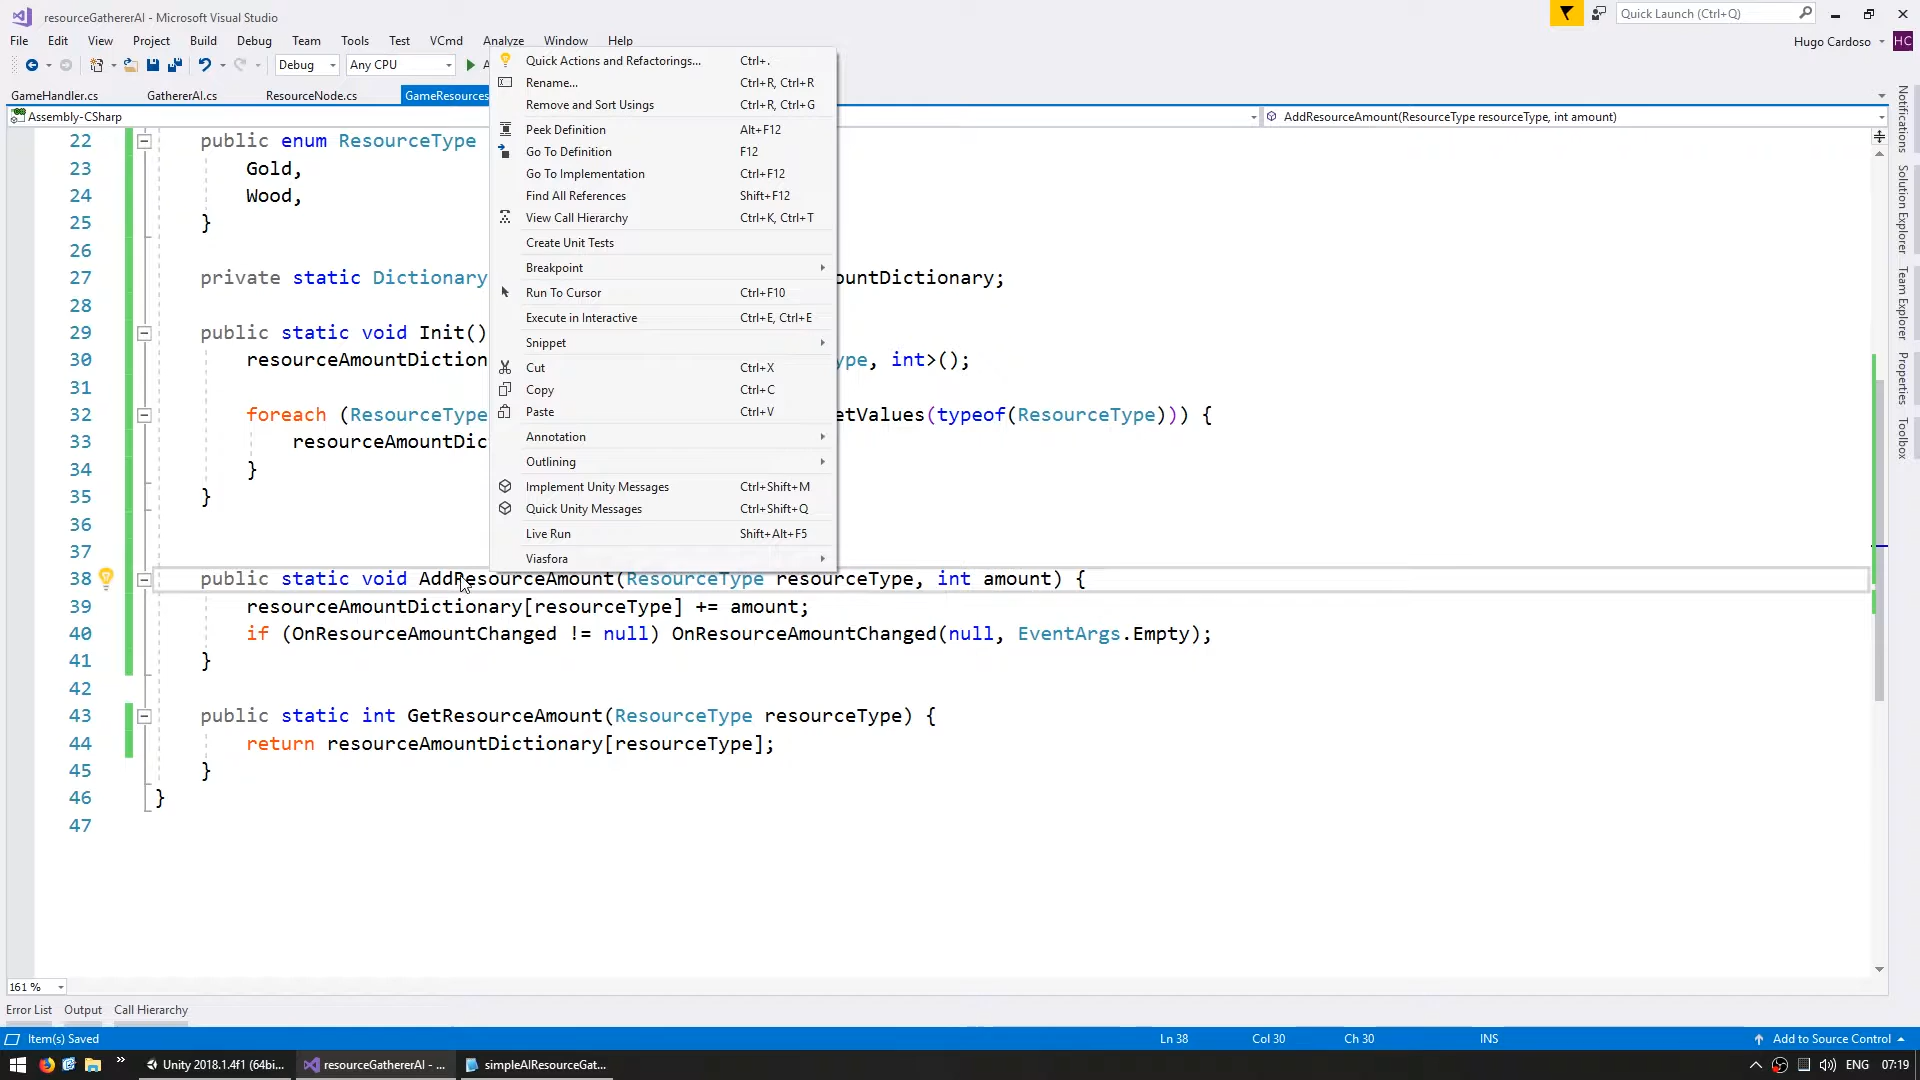 resourceGathererAI - Microsoft Visual Studio
Quick Launch (Ctrl+Q)
File Edit View Project Build Debug Team Tools Test VCmd Analyze Window Help
Hugo Cardoso HC
Debug Any CPU
GameHandler.cs GathererAI.cs ResourceNode.cs GameResources
Assembly-CSharp
AddResourceAmount(ResourceType resourceType, int amount)
Quick Actions and Refactorings... Ctrl+.
Rename... Ctrl+R, Ctrl+R
Remove and Sort Usings Ctrl+R, Ctrl+G
Peek Definition Alt+F12
Go To Definition F12
Go To Implementation Ctrl+F12
Find All References Shift+F12
View Call Hierarchy Ctrl+K, Ctrl+T
Create Unit Tests
Breakpoint
Run To Cursor Ctrl+F10
Execute in Interactive Ctrl+E, Ctrl+E
Snippet
Cut Ctrl+X
Copy Ctrl+C
Paste Ctrl+V
Annotation
Outlining
Implement Unity Messages Ctrl+Shift+M
Quick Unity Messages Ctrl+Shift+Q
Live Run Shift+Alt+F5
Viasfora
22 public enum ResourceType
23 Gold,
24 Wood,
25 }
26
27 private static Dictionary untDictionary;
28
29 public static void Init()
30 resourceAmountDiction pe, int>();
31
32 foreach (ResourceType etValues(typeof(ResourceType))) {
33 resourceAmountDic
34 }
35 }
36
37
38 public static void AddResourceAmount(ResourceType resourceType, int amount) {
39 resourceAmountDictionary[resourceType] += amount;
40 if (OnResourceAmountChanged != null) OnResourceAmountChanged(null, EventArgs.Empty);
41 }
42
43 public static int GetResourceAmount(ResourceType resourceType) {
44 return resourceAmountDictionary[resourceType];
45 }
46 }
47
Notifications
Solution Explorer
Team Explorer
Properties
Toolbox
161 %
Error List Output Call Hierarchy
Item(s) Saved Ln 38 Col 30 Ch 30 INS Add to Source Control
Unity 2018.1.4f1 (64bi... resourceGathererAI - ... simpleAIResourceGat... ENG 07:19